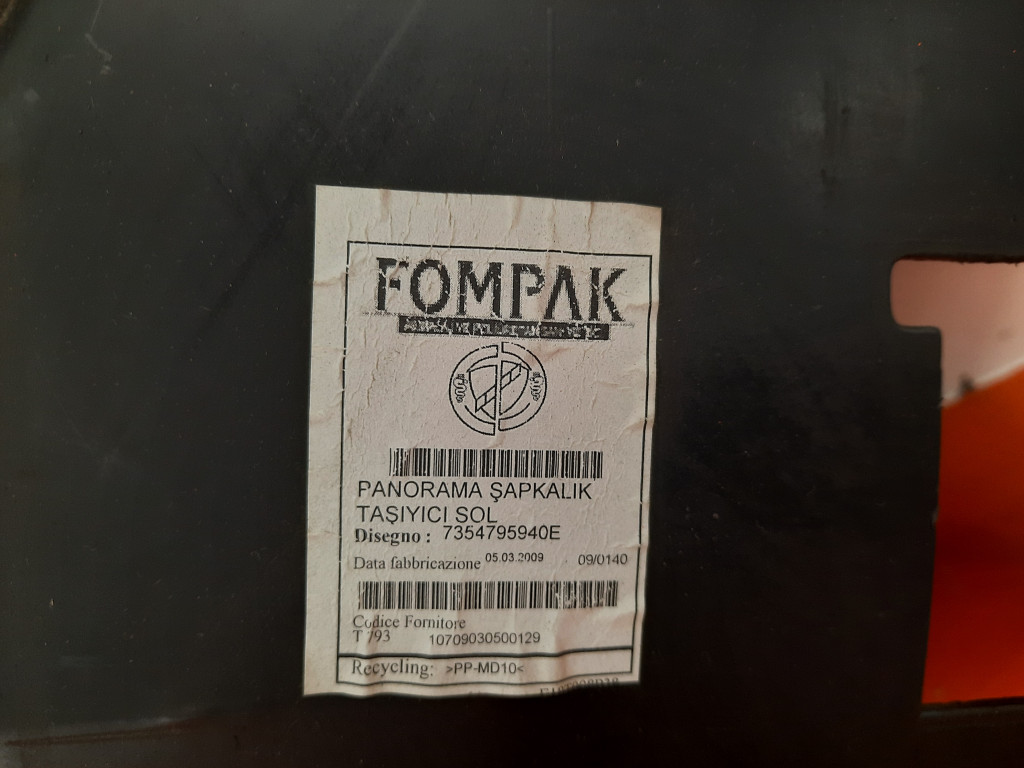 FOMPAK
PANORAMA ŞAPKALIK
TAŞIYICI SOL
Disegno : 7354795940E
Data fabbricazione 05.03.2009 09/0140
Codice Fornitore
T 793 10709030500129
Recycling: >PP-MD10<